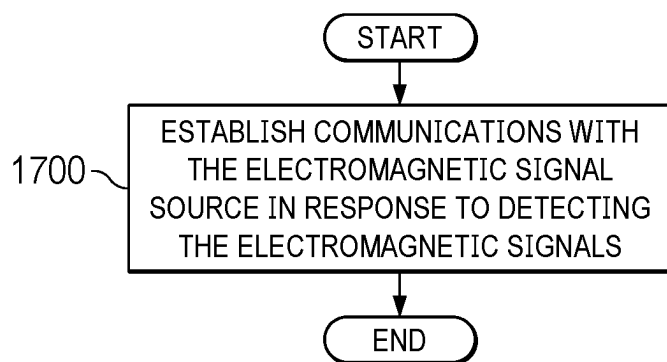 START
ESTABLISH COMMUNICATIONS WITH
THE ELECTROMAGNETIC SIGNAL
1700
SOURCE IN RESPONSE TO DETECTING
THE ELECTROMAGNETIC SIGNALS
END